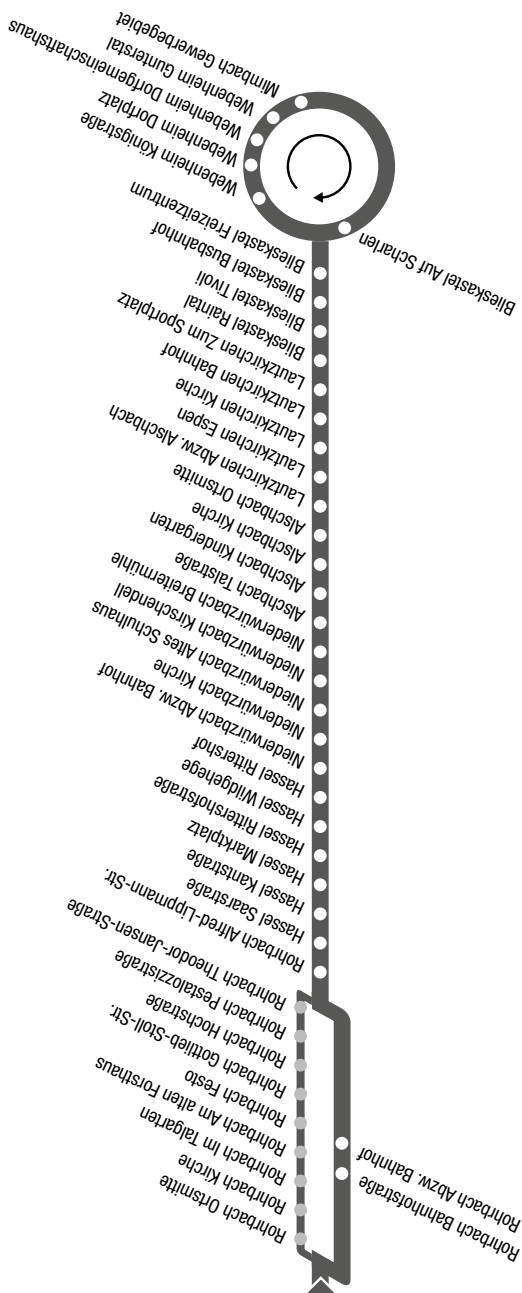 Rohrbach Bahnhofstraße
Rohrbach Abzw. Bahnhof
Rohrbach Ortsmitte
Rohrbach Kirche
Rohrbach Im Talgarten
Rohrbach Am alten Forsthaus
Rohrbach Festo
Rohrbach Gottlieb-Stoll-Str.
Rohrbach Hochstraße
Rohrbach Pestalozzistraße
Rohrbach Theodor-Jansen-Straße
Rohrbach Alfred-Lippmann-Str.
Hassel Saarstraße
Hassel Kantstraße
Hassel Marktplatz
Hassel Rittershofstraße
Hassel Wildgehege
Hassel Rittershof
Niederwürzbach Abzw. Bahnhof
Niederwürzbach Kirche
Niederwürzbach Altes Schulhaus
Niederwürzbach Kirschendell
Niederwürzbach Breitermühle
Alschbach Talstraße
Alschbach Kindergarten
Alschbach Kirche
Alschbach Ortsmitte
Lautzkirchen Abzw. Alschbach
Lautzkirchen Espen
Lautzkirchen Kirche
Lautzkirchen Bahnhof
Lautzkirchen Zum Sportplatz
Blieskastel Raintal
Blieskastel Tivoli
Blieskastel Busbahnhof
Blieskastel Freizeitzentrum
Blieskastel Auf Scharlen
Webenheim Königstraße
Webenheim Dorfplatz
Webenheim Dorfgemeinschaftshaus
Webenheim Gunterstal
Mimbach Gewerbegebiet